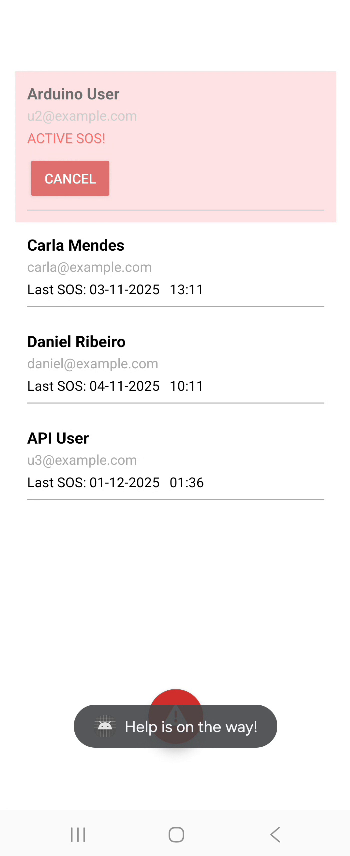 Arduino User
u2@example.com
ACTIVE SOS!
CANCEL
Carla Mendes
carla@example.com
Last SOS: 03-11-2025 13:11
Daniel Ribeiro
daniel@example.com
Last SOS: 04-11-2025 10:11
API User
u3@example.com
Last SOS: 01-12-2025 01:36
Help is on the way!